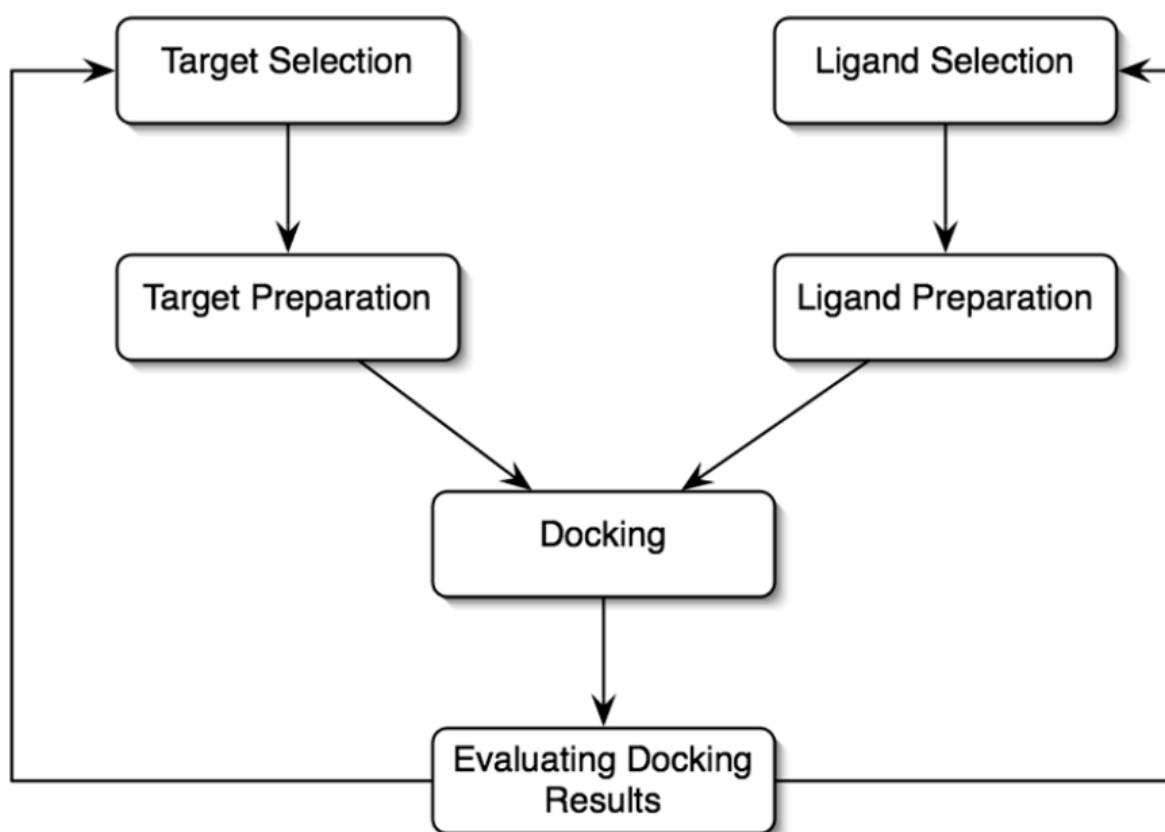 Target Selection
Ligand Selection
Target Preparation
Ligand Preparation
Docking
Evaluating Docking
Results